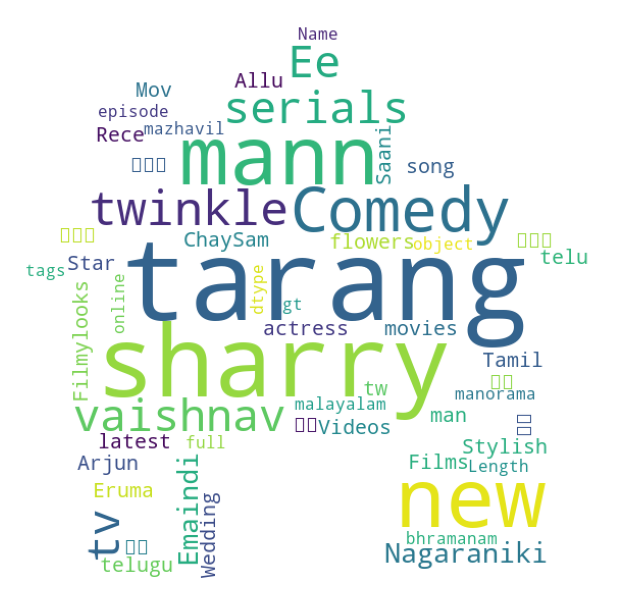 Name
Ee
Allu
Mov
serials
episode
Rece
mazhavil
mann
Saani
song
twinkle
Comedy
ChaySam
flowers
object
telu
tags
Star
tarang
online
dtype
gt
Filmylooks
actress
movies
sharry
Tamil
tw
manorama
malayalam
man
vaishnav
Videos
latest
full
Stylish
Arjun
Films
Length
Emaindi
Wedding
Eruma
new
tv
bhramanam
telugu
Nagaraniki